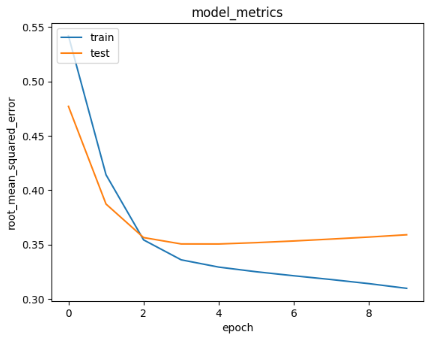 model_metrics
train
test
root_mean_squared_error
0.55
0.50
0.45
0.40
0.35
0.30
0 2 4 6 8
epoch